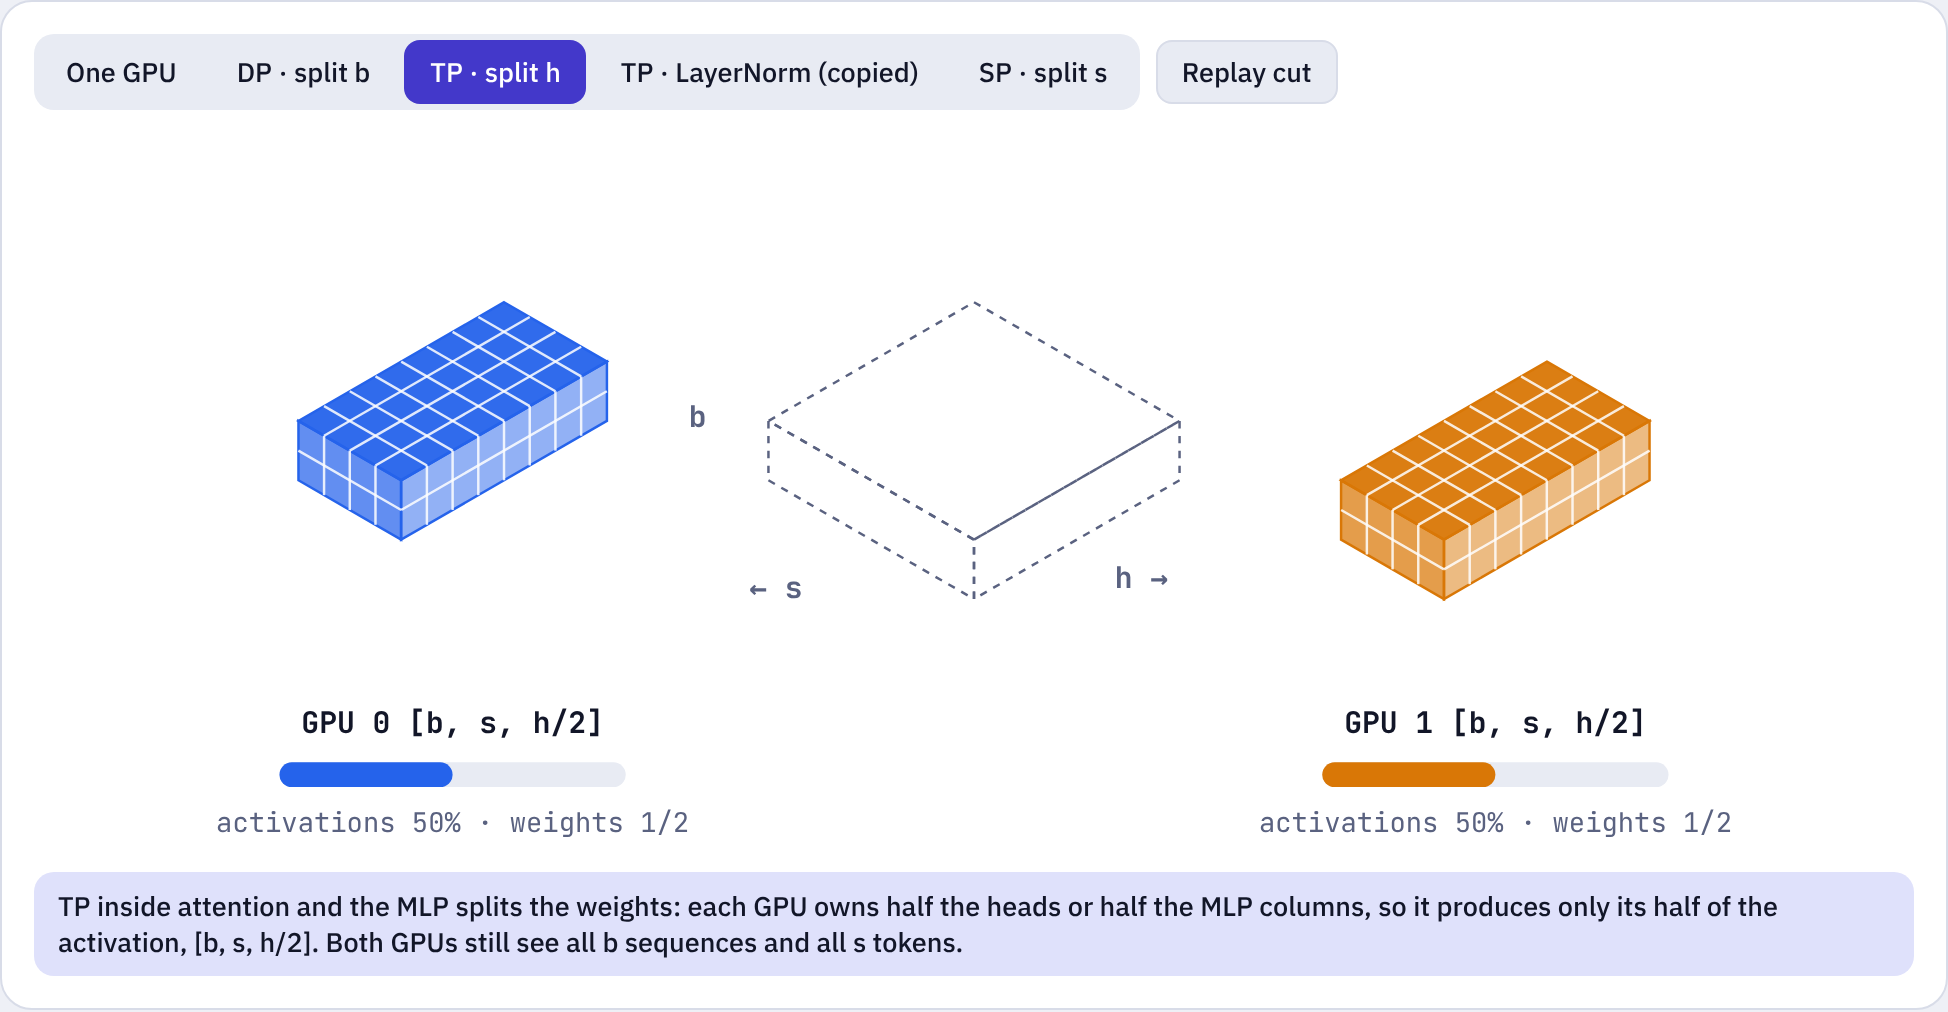 One GPU
DP · split b
TP · split h
TP · LayerNorm (copied)
SP · split s
Replay cut
b
← s
h →
GPU 0 [b, s, h/2]
activations 50% · weights 1/2
GPU 1 [b, s, h/2]
activations 50% · weights 1/2
TP inside attention and the MLP splits the weights: each GPU owns half the heads or half the MLP columns, so it produces only its half of the
activation, [b, s, h/2]. Both GPUs still see all b sequences and all s tokens.